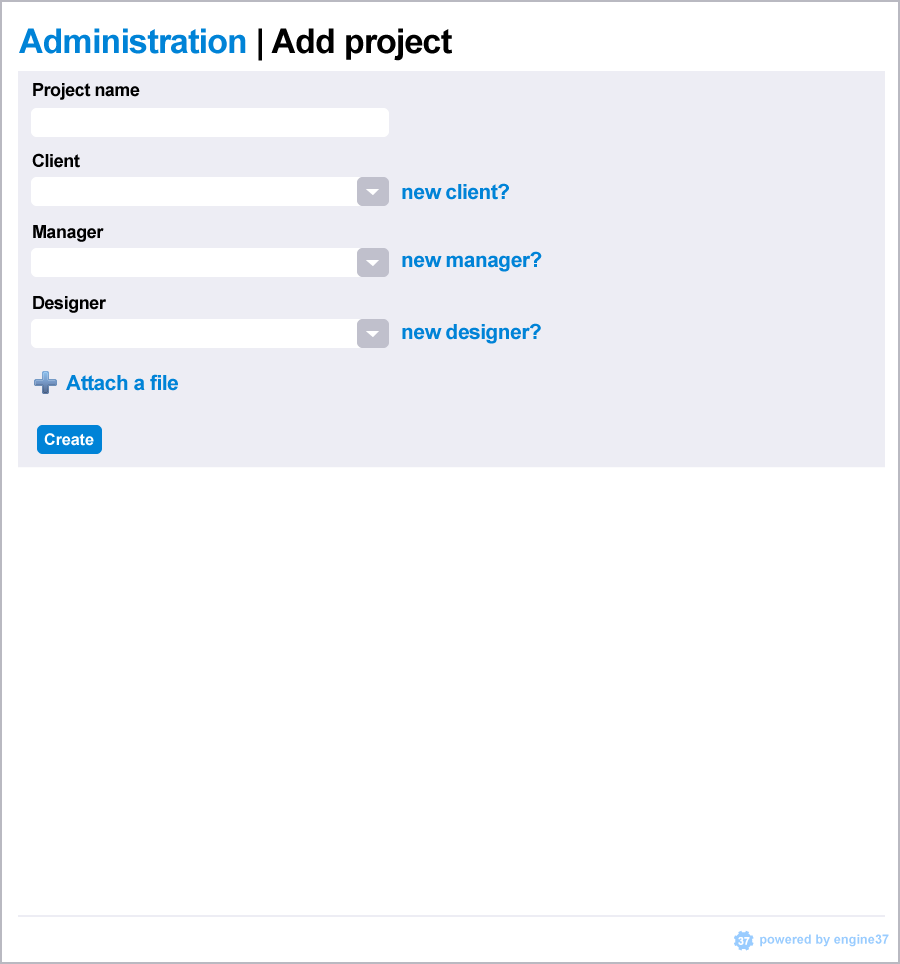 Administration | Add project
Project name
Client
new client?
Manager
new manager?
Designer
new designer?
Attach a file
Create
37 powered by engine37